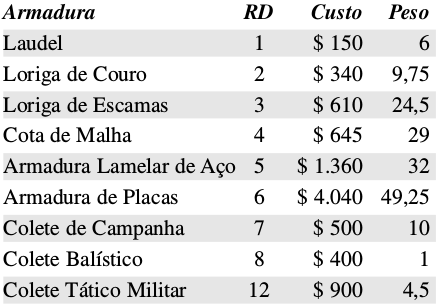 Armadura RD Custo Peso
Laudel 1 $ 150 6
Loriga de Couro 2 $ 340 9,75
Loriga de Escamas 3 $ 610 24,5
Cota de Malha 4 $ 645 29
Armadura Lamelar de Aço 5 $ 1.360 32
Armadura de Placas 6 $ 4.040 49,25
Colete de Campanha 7 $ 500 10
Colete Balístico 8 $ 400 1
Colete Tático Militar 12 $ 900 4,5